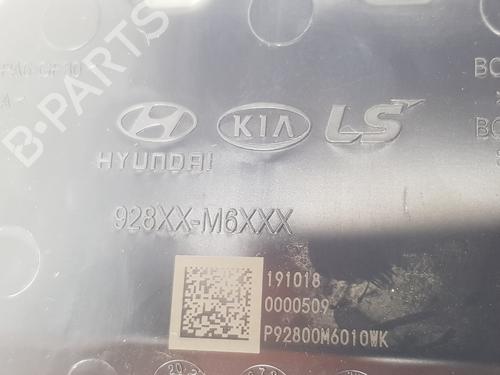 B-PARTS
KIA LS
HYUNDAI
928XX-M6XXX
191018
0000509
P92800M6010WK